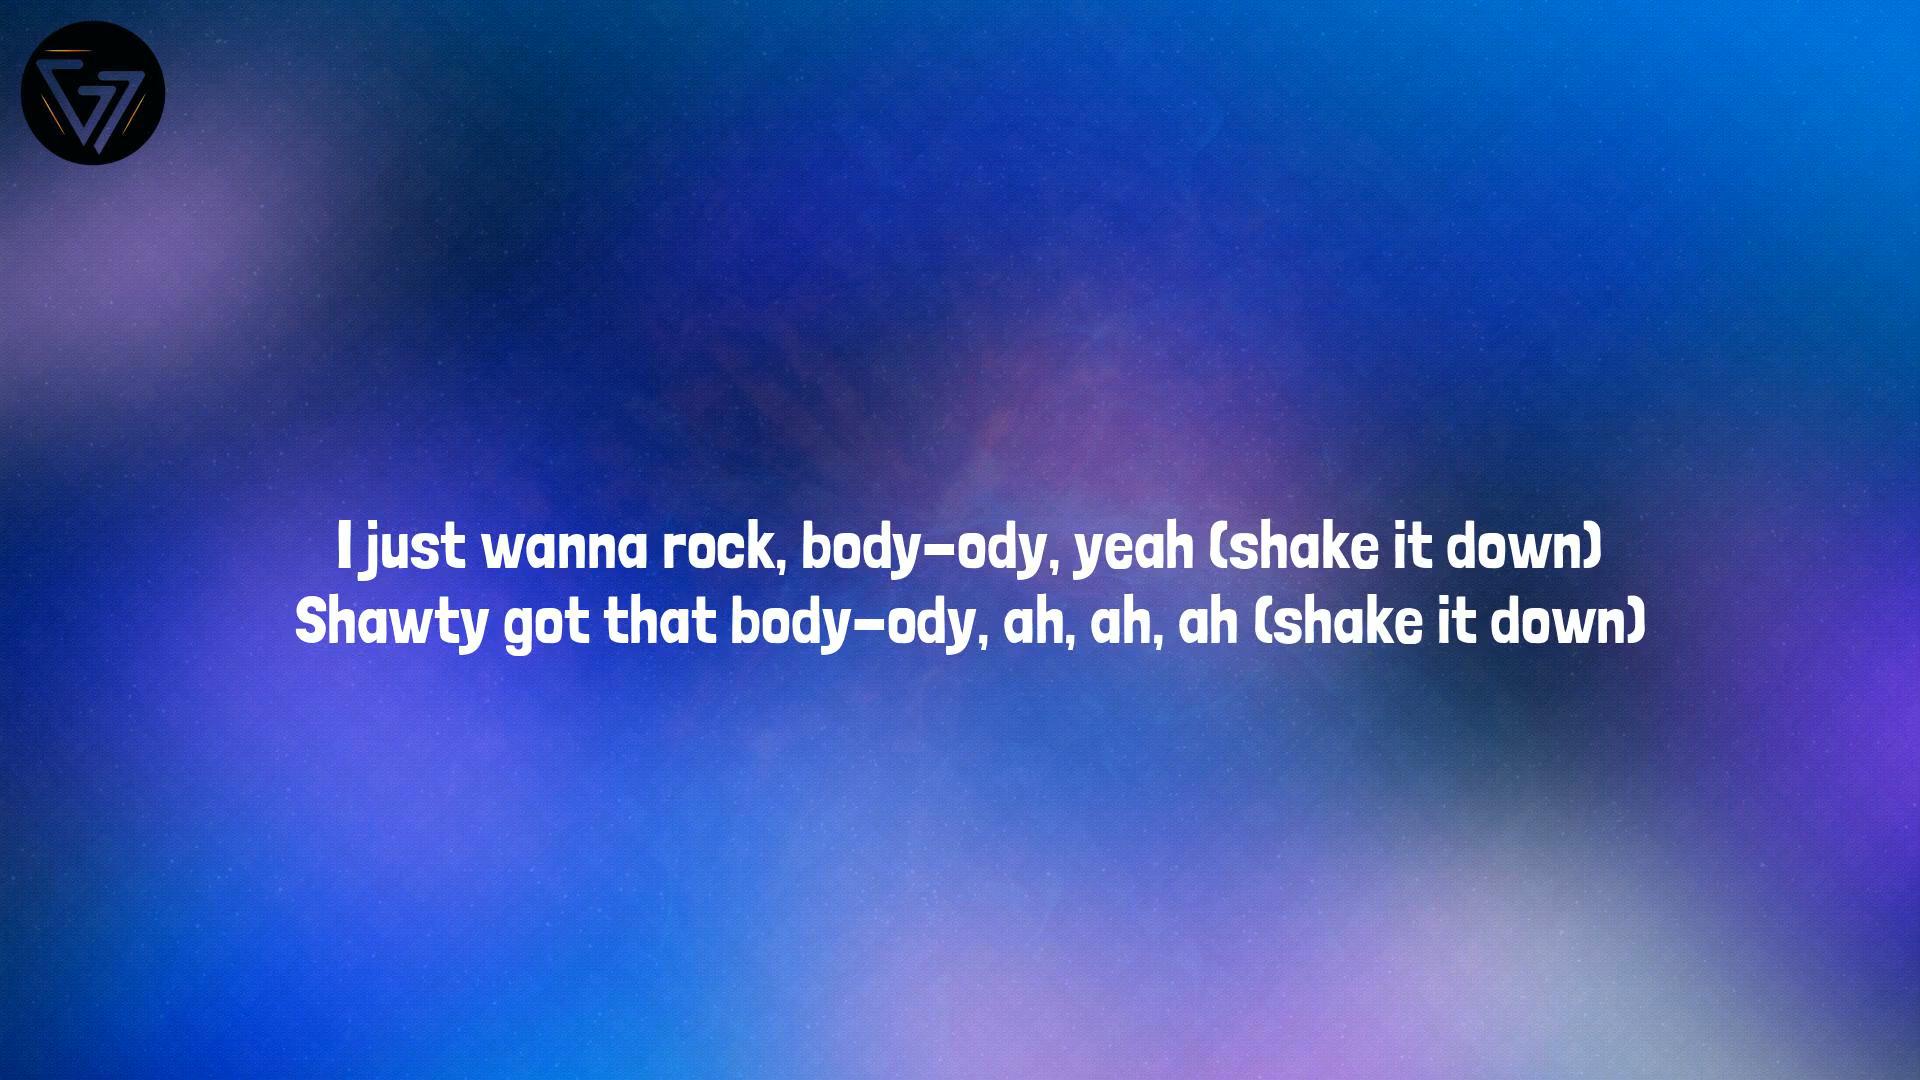 I just wanna rock, body-ody, yeah (shake it down)
Shawty got that body-ody, ah, ah, ah (shake it down)